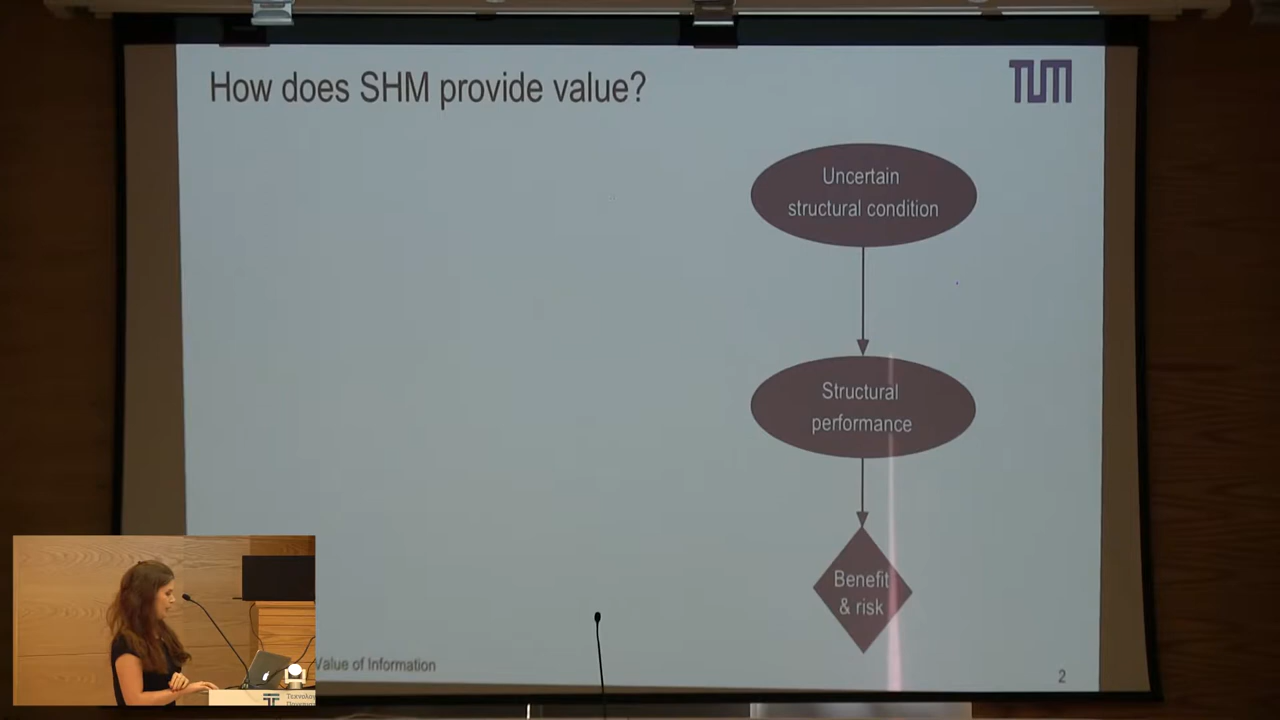 How does SHM provide value?
TUM
Uncertain
structural condition
Structural
performance
Benefit
& risk
Value of Information
2